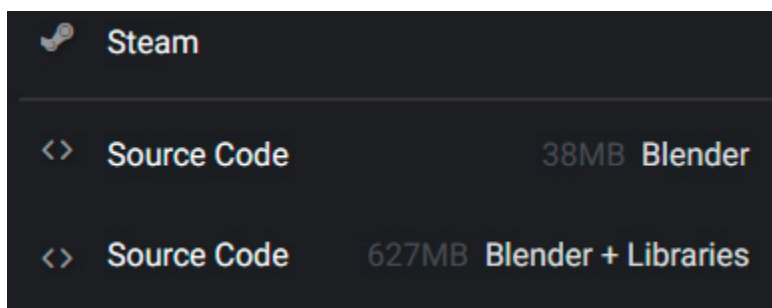 Steam
Source Code 38MB Blender
Source Code 627MB Blender + Libraries